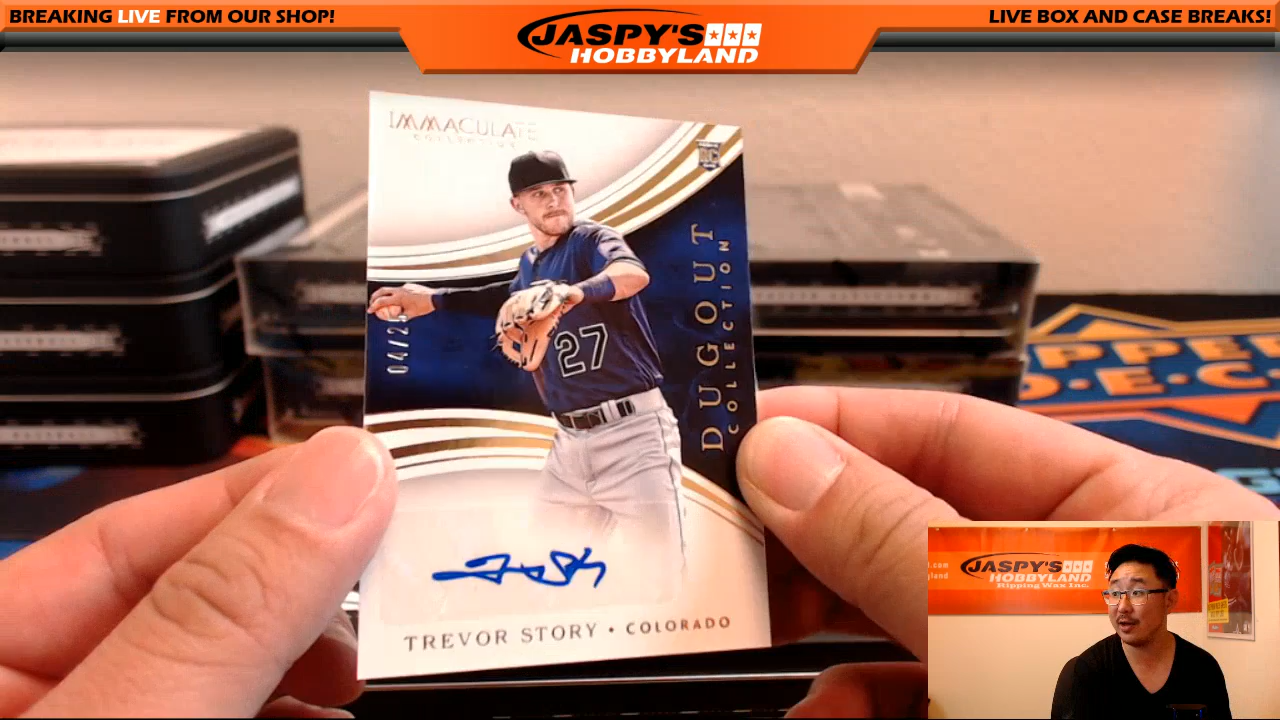 BREAKING LIVE FROM OUR SHOP!
JASPY'S
HOBBYLAND
LIVE BOX AND CASE BREAKS!
IMMACULATE
COLLECTION
RC
DUGOUT
COLLECTION
27
TREVOR STORY • COLORADO
JASPY'S
HOBBYLAND
Ripping Wax Inc.